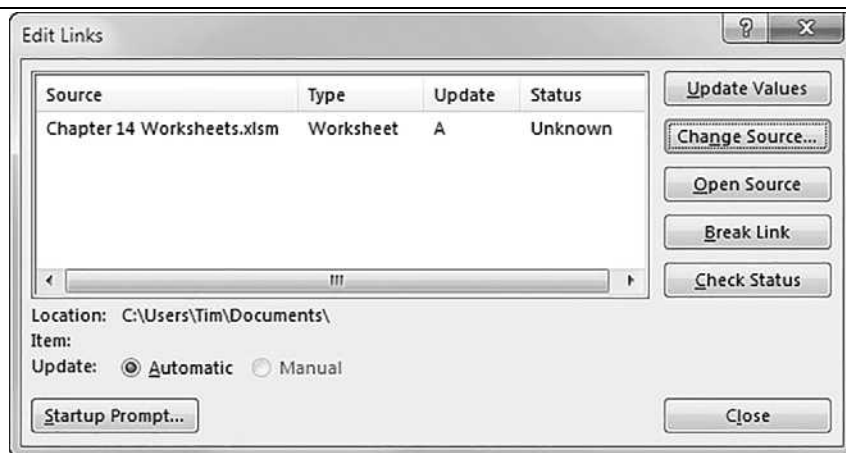 Edit Links
Source Type Update Status
Chapter 14 Worksheets.xlsm Worksheet A Unknown
Update Values
Change Source...
Open Source
Break Link
Check Status
Location: C:\Users\Tim\Documents\
Item:
Update: Automatic Manual
Startup Prompt... Close